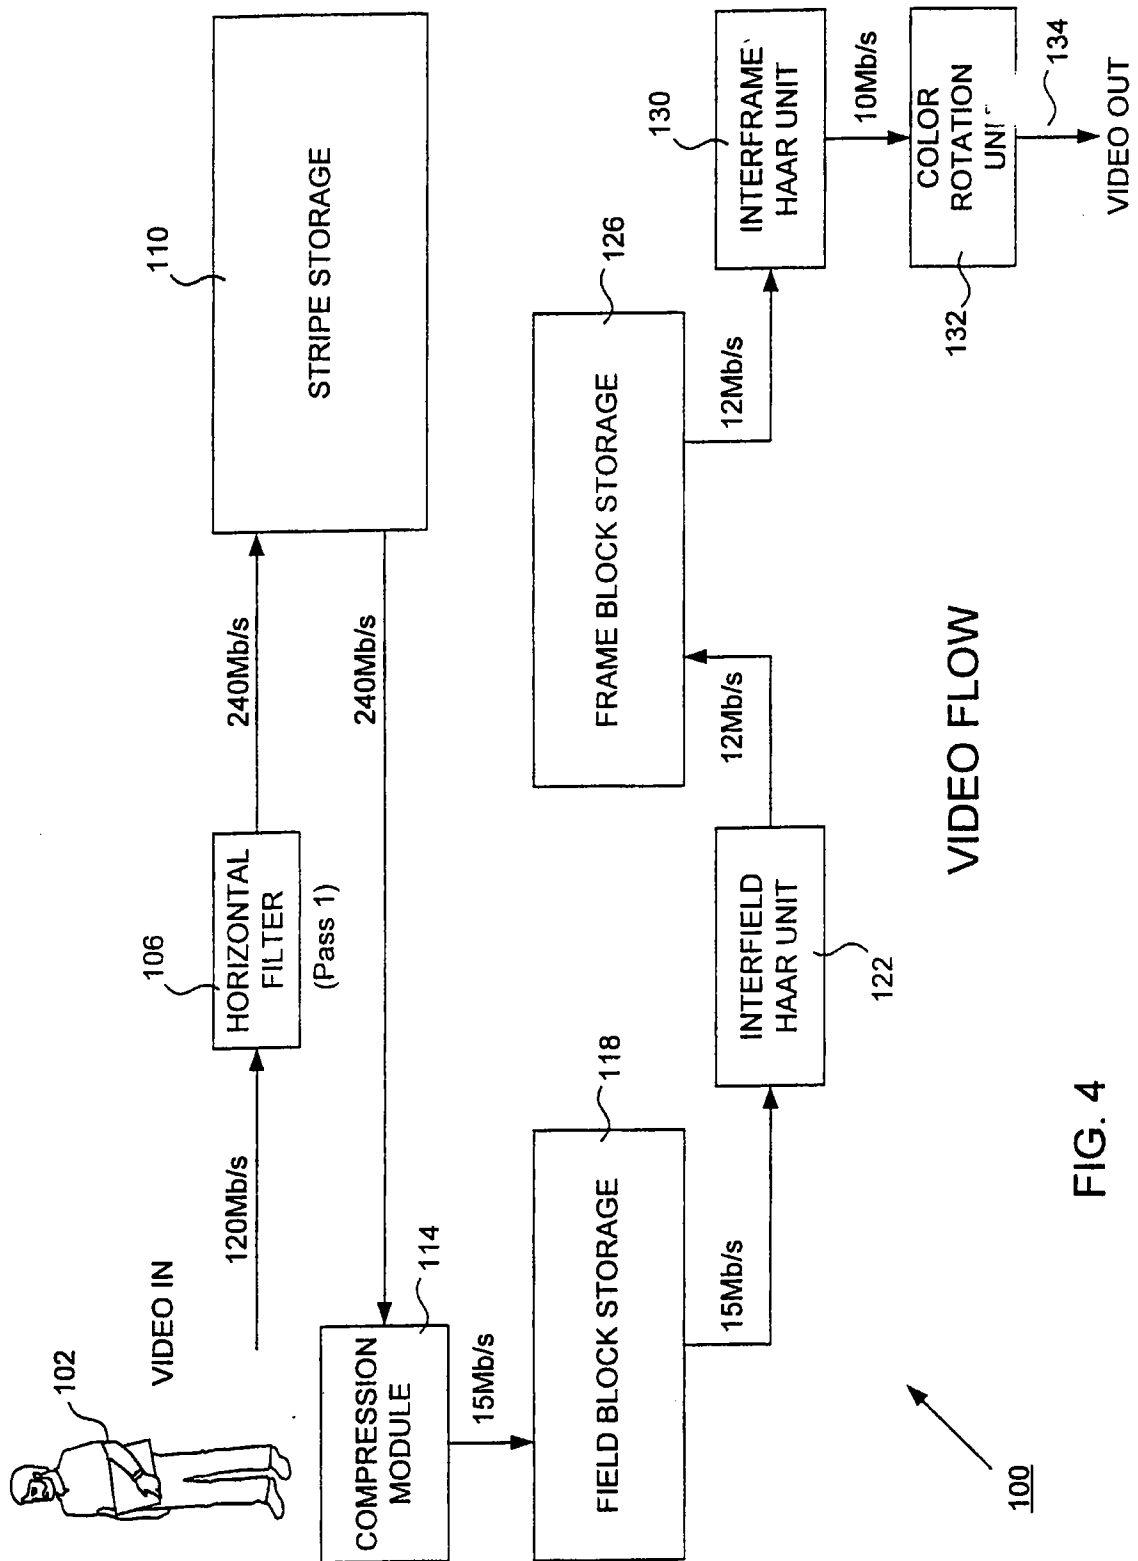 102
VIDEO IN
120Mb/s
106
HORIZONTAL
FILTER
(Pass 1)
240Mb/s
110
STRIPE STORAGE
240Mb/s
114
COMPRESSION
MODULE
15Mb/s
118
FIELD BLOCK STORAGE
15Mb/s
INTERFIELD
HAAR UNIT
122
12Mb/s
126
FRAME BLOCK STORAGE
12Mb/s
130
INTERFRAME
HAAR UNIT
10Mb/s
COLOR
ROTATION
UNIT
132
134
VIDEO OUT
VIDEO FLOW
100
FIG. 4